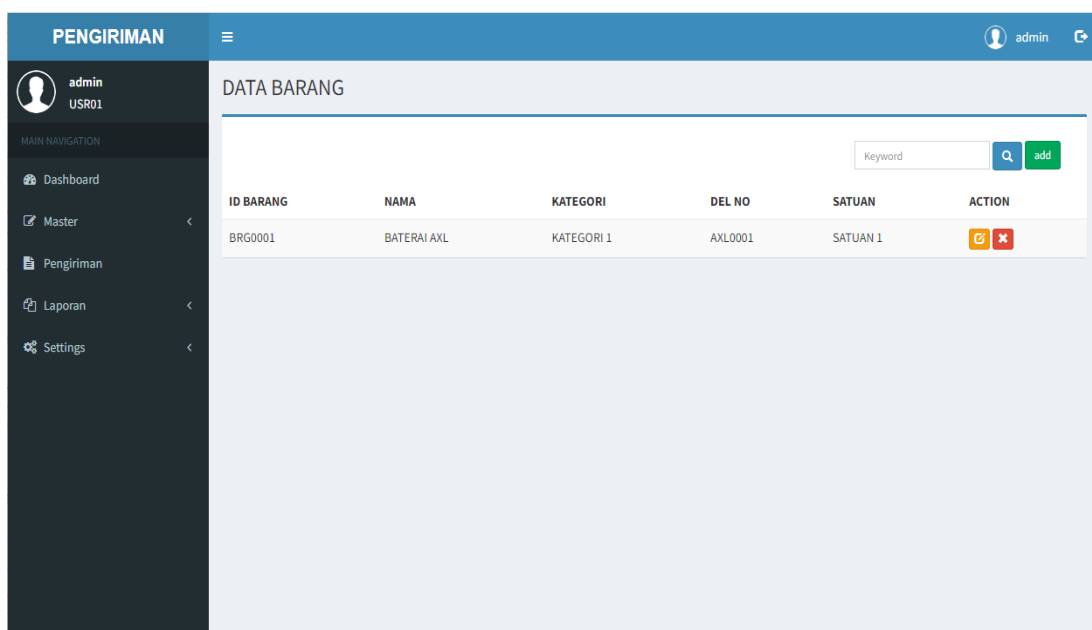 PENGIRIMAN
admin
admin
USR01
MAIN NAVIGATION
Dashboard
Master
Pengiriman
Laporan
Settings
DATA BARANG
Keyword
add
ID BARANG NAMA KATEGORI DEL NO SATUAN ACTION
BRG0001 BATERAI AXL KATEGORI 1 AXL0001 SATUAN 1